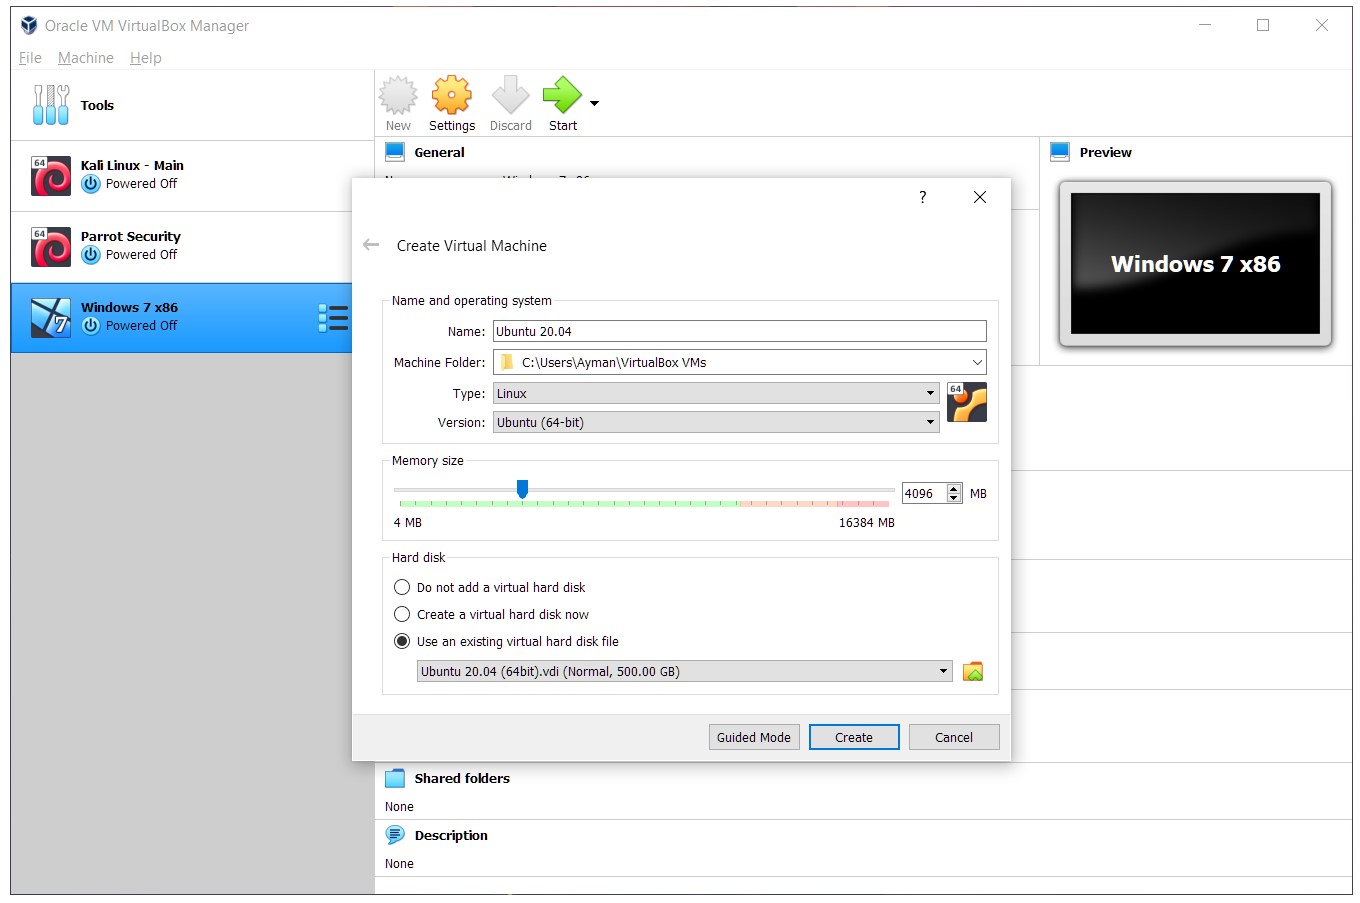 Oracle VM VirtualBox Manager
File Machine Help
Tools
New Settings Discard Start
64
Kali Linux - Main
Powered Off
64
Parrot Security
Powered Off
7
Windows 7 x86
Powered Off
General
Preview
Windows 7 x86
?
Create Virtual Machine
Name and operating system
Name: Ubuntu 20.04
Machine Folder: C:\Users\Ayman\VirtualBox VMs
Type: Linux
64
Version: Ubuntu (64-bit)
Memory size
4096 MB
4 MB 16384 MB
Hard disk
Do not add a virtual hard disk
Create a virtual hard disk now
Use an existing virtual hard disk file
Ubuntu 20.04 (64bit).vdi (Normal, 500.00 GB)
Guided Mode Create Cancel
Shared folders
None
Description
None